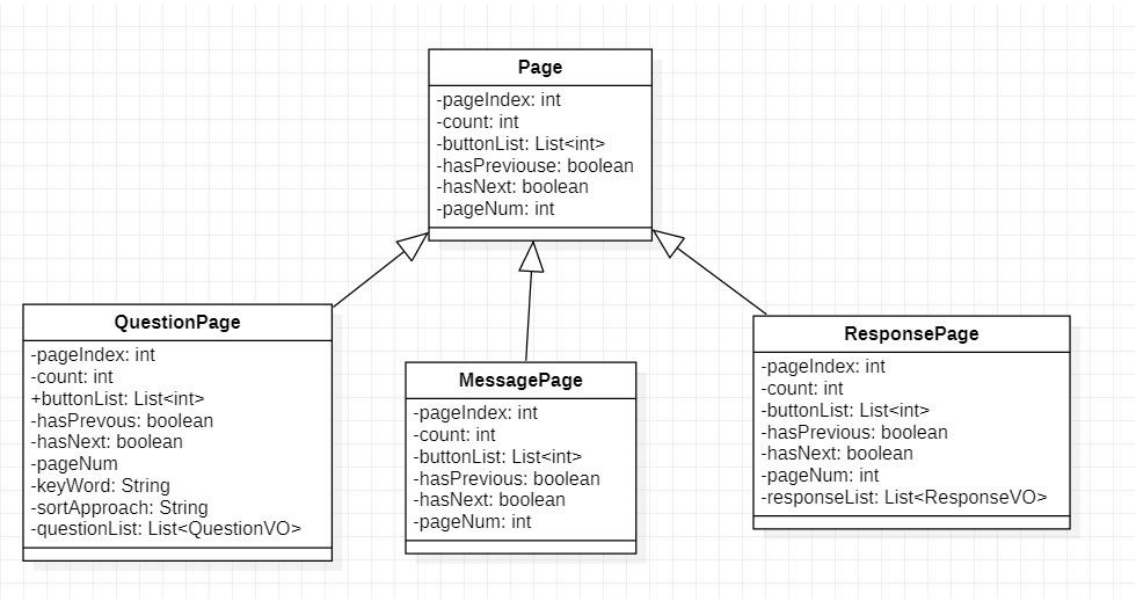 Page
-pageIndex: int
-count: int
-buttonList: List<int>
-hasPreviouse: boolean
-hasNext: boolean
-pageNum: int
QuestionPage
-pageIndex: int
-count: int
+buttonList: List<int>
-hasPrevous: boolean
-hasNext: boolean
-pageNum
-keyWord: String
-sortApproach: String
-questionList: List<QuestionVO>
MessagePage
-pageIndex: int
-count: int
-buttonList: List<int>
-hasPrevious: boolean
-hasNext: boolean
-pageNum: int
ResponsePage
-pageIndex: int
-count: int
-buttonList: List<int>
-hasPrevious: boolean
-hasNext: boolean
-pageNum: int
-responseList: List<ResponseVO>